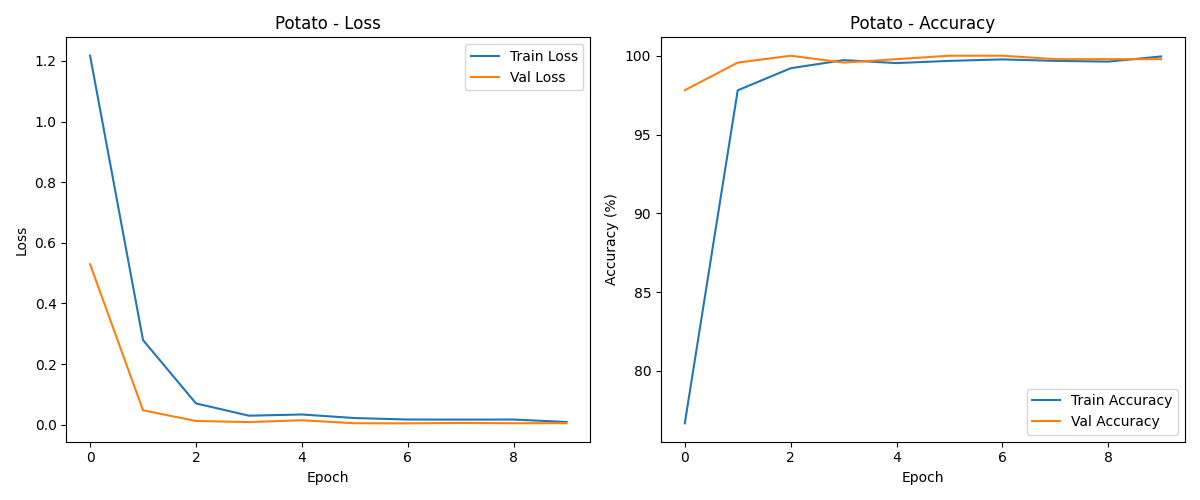 Potato - Loss
1.2
1.0
0.8
0.6
0.4
0.2
0.0
Loss
0 2 4 6 8
Epoch
Train Loss
Val Loss
Potato - Accuracy
100
95
90
85
80
Accuracy (%)
0 2 4 6 8
Epoch
Train Accuracy
Val Accuracy